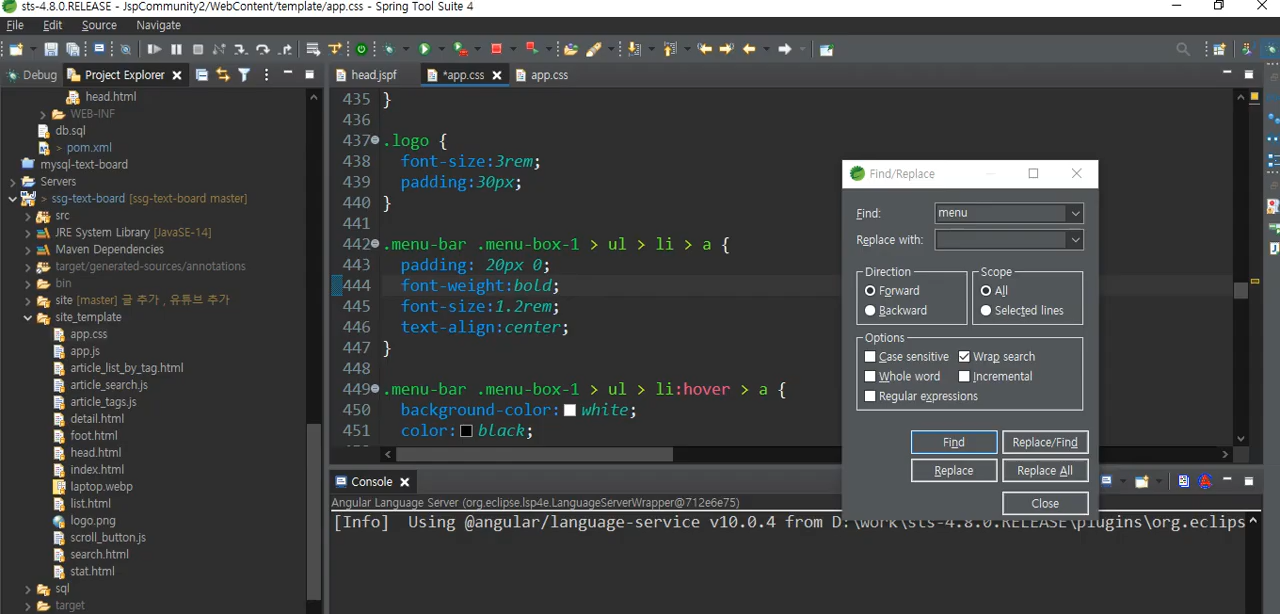 sts-4.8.0.RELEASE - JspCommunity2/WebContent/template/app.css - Spring Tool Suite 4
File Edit Source Navigate
Debug Project Explorer
head.html
WEB-INF
db.sql
> pom.xml
mysql-text-board
Servers
> ssg-text-board [ssg-text-board master]
src
JRE System Library [JavaSE-14]
Maven Dependencies
target/generated-sources/annotations
bin
site [master] 글 추가 , 유튜브 추가
site_template
app.css
app.js
article_list_by_tag.html
article_search.js
article_tags.js
detail.html
foot.html
head.html
index.html
laptop.webp
list.html
logo.png
scroll_button.js
search.html
stat.html
sql
target
head.jspf *app.css app.css
435 }
436
437 .logo {
438 font-size:3rem;
439 padding:30px;
440 }
441
442 .menu-bar .menu-box-1 > ul > li > a {
443 padding: 20px 0;
444 font-weight:bold;
445 font-size:1.2rem;
446 text-align:center;
447 }
448
449 .menu-bar .menu-box-1 > ul > li:hover > a {
450 background-color: white;
451 color: black;
Find/Replace
Find: menu
Replace with:
Direction
Forward
Backward
Scope
All
Selected lines
Options
Case sensitive Wrap search
Whole word Incremental
Regular expressions
Find Replace/Find
Replace Replace All
Close
Console
Angular Language Server (org.eclipse.lsp4e.LanguageServerWrapper@712e6e75)
[Info] Using @angular/language-service v10.0.4 from D:\work\sts-4.8.0.RELEASE\plugins\org.eclips